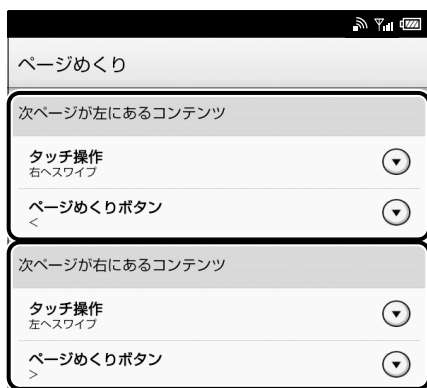 ページめくり
次ページが左にあるコンテンツ
タッチ操作
右へスワイプ
ページめくりボタン
<
次ページが右にあるコンテンツ
タッチ操作
左へスワイプ
ページめくりボタン
>